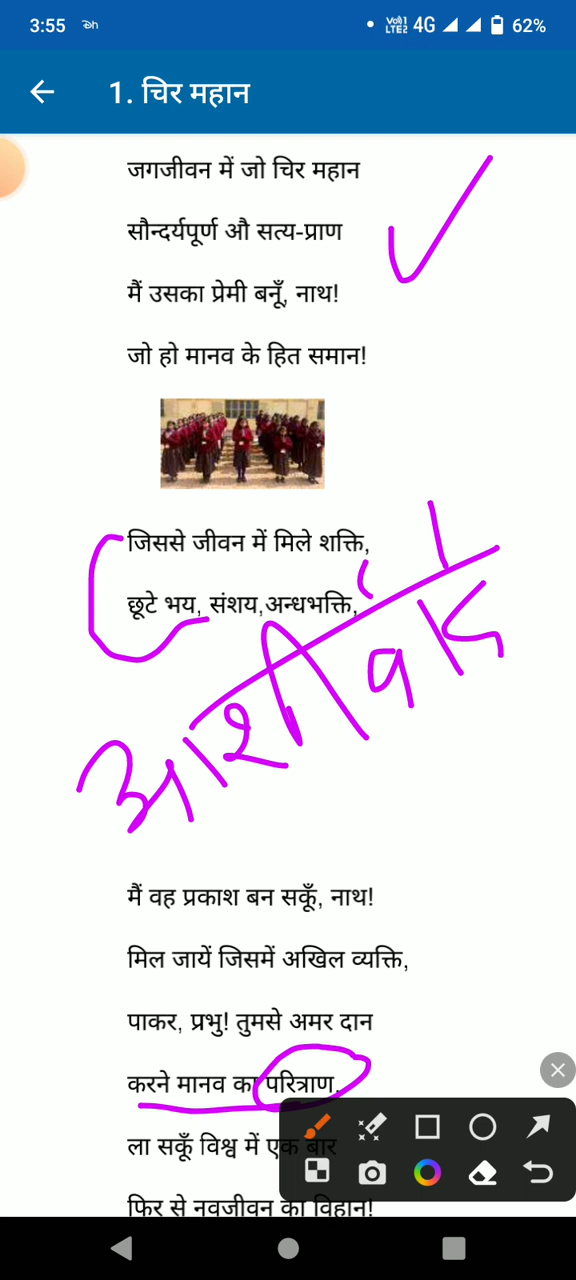 3:55
4G
62%
1. चिर महान
जगजीवन में जो चिर महान
सौन्दर्यपूर्ण औ सत्य-प्राण
मैं उसका प्रेमी बनूँ, नाथ!
जो हो मानव के हित समान!
जिससे जीवन में मिले शक्ति,
छूटे भय, संशय,अन्धभक्ति,
आशीर्वाद
मैं वह प्रकाश बन सकूँ, नाथ!
मिल जायें जिसमें अखिल व्यक्ति,
पाकर, प्रभु! तुमसे अमर दान
करने मानव का परित्राण,
ला सकूँ विश्व में एक बार
फिर से नवजीवन का विहान!